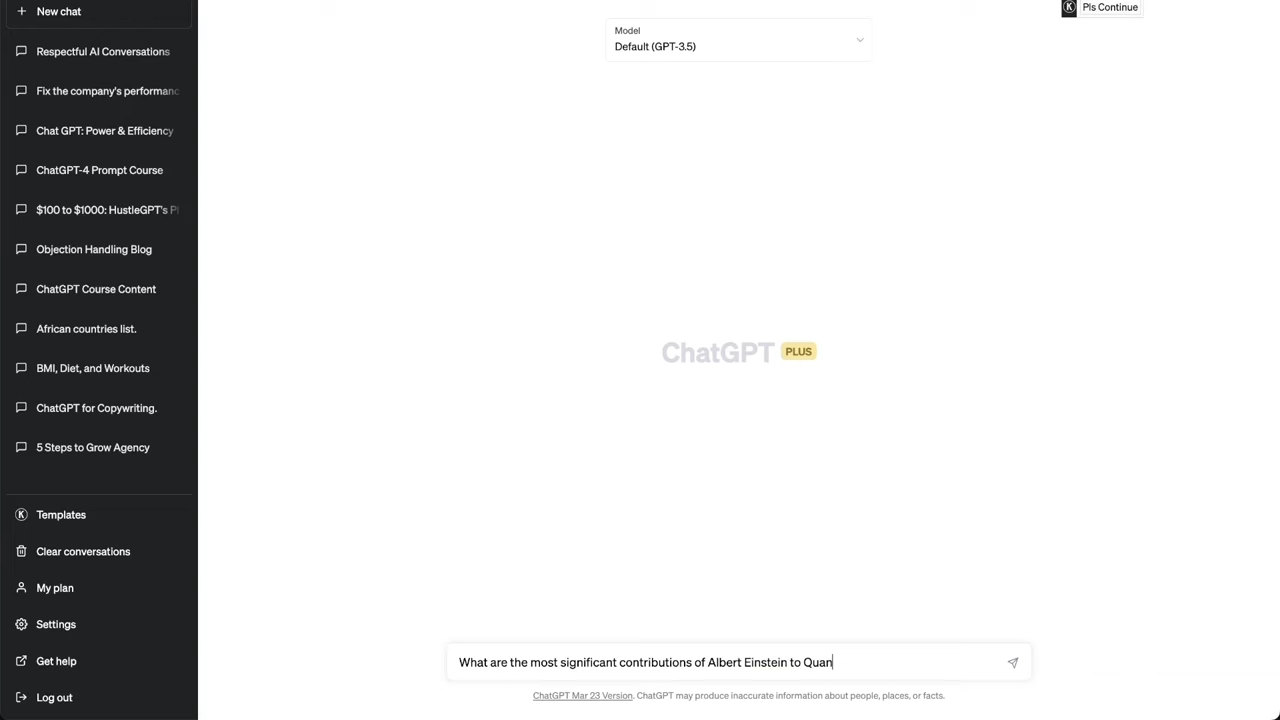 New chat
Respectful AI Conversations
Fix the company's performanc
Chat GPT: Power & Efficiency
ChatGPT-4 Prompt Course
$100 to $1000: HustleGPT's Pl
Objection Handling Blog
ChatGPT Course Content
African countries list.
BMI, Diet, and Workouts
ChatGPT for Copywriting.
5 Steps to Grow Agency
K Templates
Clear conversations
My plan
Settings
Get help
Log out
K Pls Continue
Model
Default (GPT-3.5)
ChatGPT PLUS
What are the most significant contributions of Albert Einstein to Quan
ChatGPT Mar 23 Version. ChatGPT may produce inaccurate information about people, places, or facts.